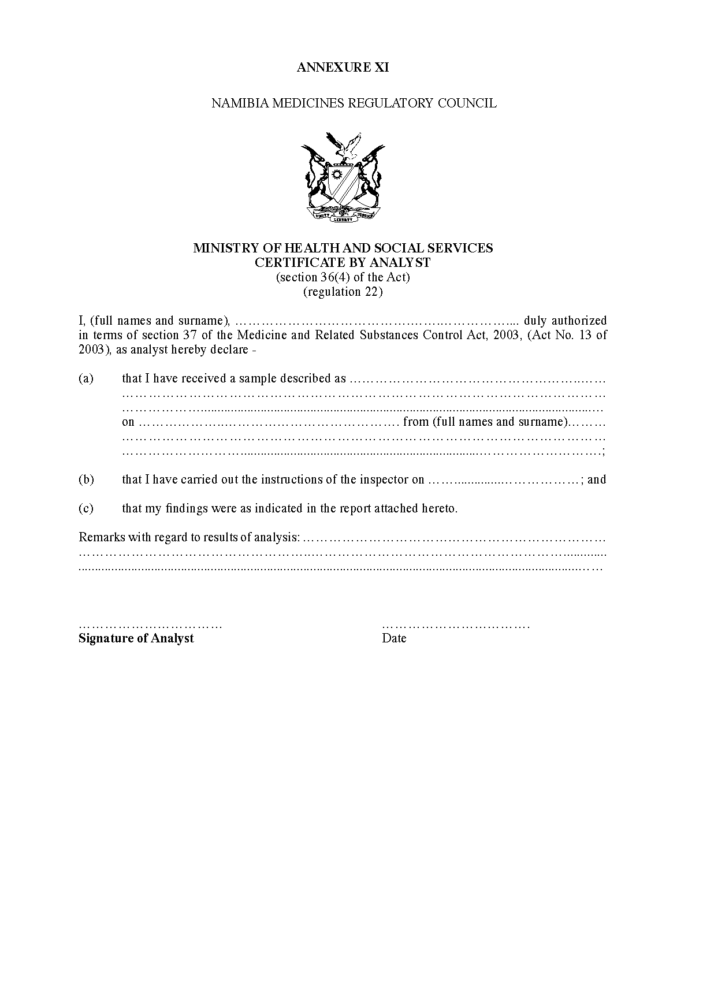 ANNEXURE XI
NAMIBIA MEDICINES REGULATORY COUNCIL
UNITY LIBERTY JUSTICE
MINISTRY OF HEALTH AND SOCIAL SERVICES
CERTIFICATE BY ANALYST
(section 36(4) of the Act)
(regulation 22)
I, (full names and surname), …………………………………….…….…………….... duly authorized
in terms of section 37 of the Medicine and Related Substances Control Act, 2003, (Act No. 13 of
2003), as analyst hereby declare -
(a) that I have received a sample described as ……………………………………………..……
……………………………………………………………………………………………
………………......................................................................................................................…
on ………………..…………………………………. from (full names and surname)………
……………………………………………………………………………………………
………………………........................................................................……………………….;
(b) that I have carried out the instructions of the inspector on ……...............………………; and
(c) that my findings were as indicated in the report attached hereto.
Remarks with regard to results of analysis: ……………………………………………………………
……………………………………………..………………………………………………….............
.......................................................................................................................................................……
…………………………… …………………………….
Signature of Analyst Date